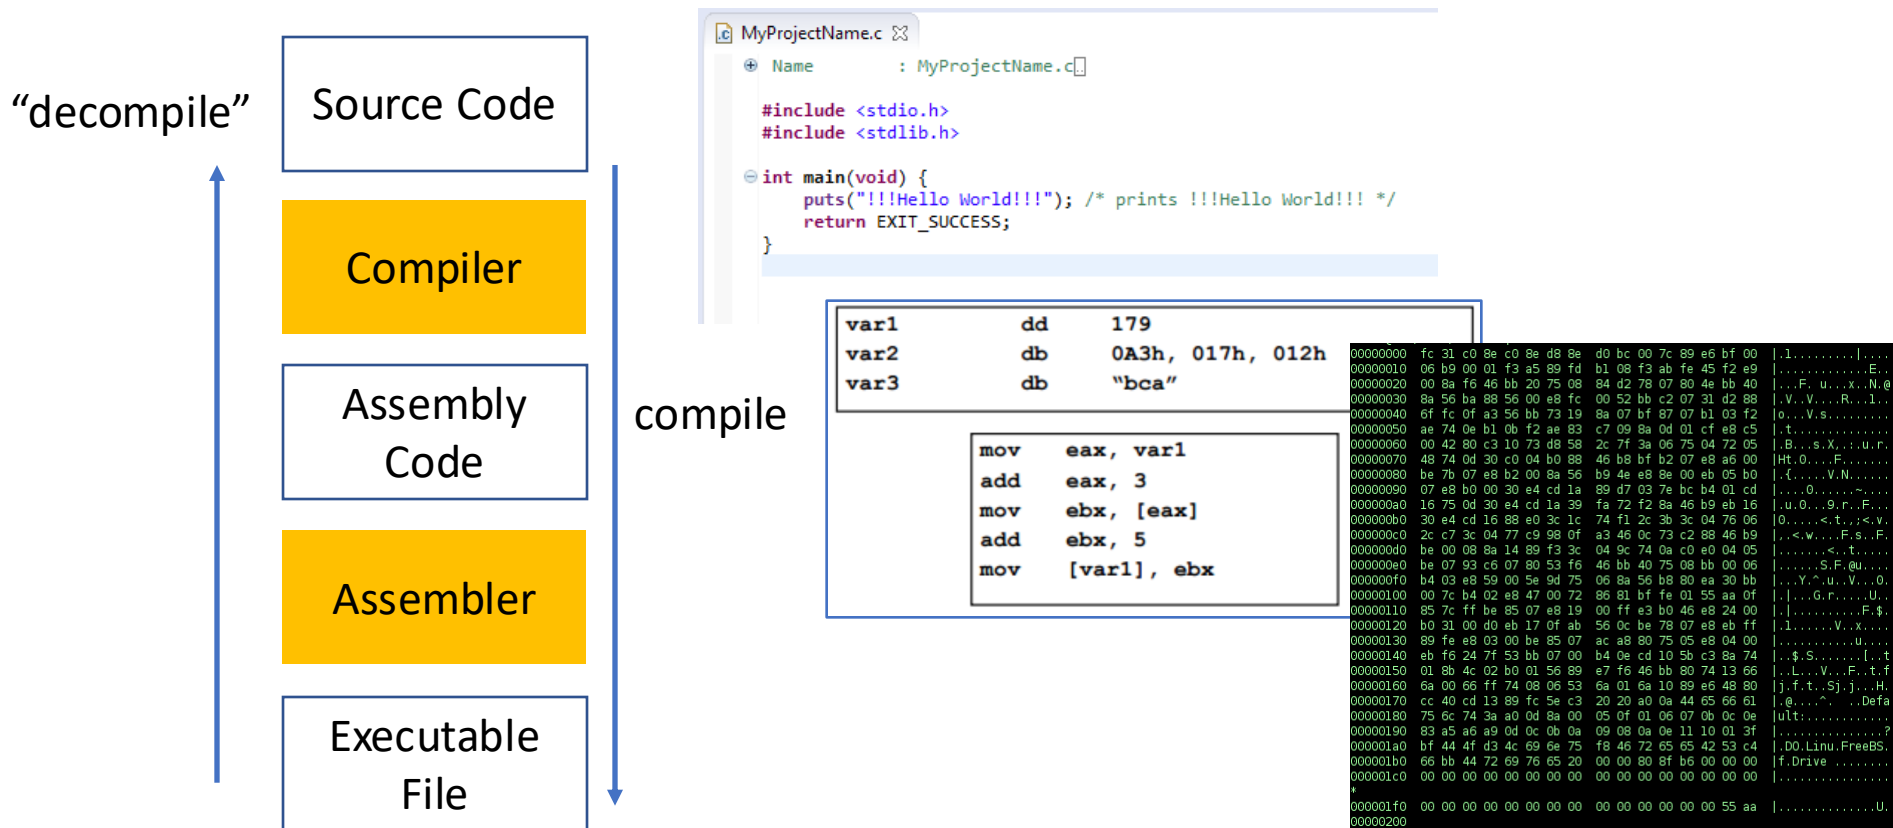 “decompile”
Source Code
Compiler
Assembly
Code
Assembler
Executable
File
compile
MyProjectName.c
Name : MyProjectName.c
#include <stdio.h>
#include <stdlib.h>
int main(void) {
puts("!!!Hello World!!!"); /* prints !!!Hello World!!! */
return EXIT_SUCCESS;
}
var1 dd 179
var2 db 0A3h, 017h, 012h
var3 db “bca”
mov eax, var1
add eax, 3
mov ebx, [eax]
add ebx, 5
mov [var1], ebx
00000000 fc 31 c0 8e c0 8e d8 8e d0 bc 00 7c 89 e6 bf 00 |.1.........|....
00000010 06 b9 00 01 f3 a5 89 fd b1 08 f3 ab fe 45 f2 e9 |.............E..
00000020 00 8a f6 46 bb 20 75 08 84 d2 78 07 80 4e bb 40 |...F. u...x..N.@
00000030 8a 56 ba 88 56 00 e8 fc 00 52 bb c2 07 31 d2 88 |.V..V....R...1..
00000040 6f fc 0f a3 56 bb 73 19 8a 07 bf 87 07 b1 03 f2 |o...V.s.........
00000050 ae 74 0e b1 0b f2 ae 83 c7 09 8a 0d 01 cf e8 c5 |.t..............
00000060 00 42 80 c3 10 73 d8 58 2c 7f 3a 06 75 04 72 05 |.B...s.X,.:.u.r.
00000070 48 74 0d 30 c0 04 b0 88 46 b8 bf b2 07 e8 a6 00 |Ht.0....F.......
00000080 be 7b 07 e8 b2 00 8a 56 b9 4e e8 8e 00 eb 05 b0 |.{.....V.N......
00000090 07 e8 b0 00 30 e4 cd 1a 89 d7 03 7e bc b4 01 cd |....0......~....
000000a0 16 75 0d 30 e4 cd 1a 39 fa 72 f2 8a 46 b9 eb 16 |.u.0...9.r..F...
000000b0 30 e4 cd 16 88 e0 3c 1c 74 f1 2c 3b 3c 04 76 06 |0.....<.t.,;<.v.
000000c0 2c c7 3c 04 77 c9 98 0f a3 46 0c 73 c2 88 46 b9 |,.<.w....F.s..F.
000000d0 be 00 08 8a 14 89 f3 3c 04 9c 74 0a c0 e0 04 05 |.......<..t.....
000000e0 be 07 93 c6 07 80 53 f6 46 bb 40 75 08 bb 00 06 |......S.F.@u....
000000f0 b4 03 e8 59 00 5e 9d 75 06 8a 56 b8 80 ea 30 bb |...Y.^.u..V...0.
00000100 00 7c b4 02 e8 47 00 72 86 81 bf fe 01 55 aa 0f |.|...G.r.....U..
00000110 85 7c ff be 85 07 e8 19 00 ff e3 b0 46 e8 24 00 |.|..........F.$.
00000120 b0 31 00 d0 eb 17 0f ab 56 0c be 78 07 e8 eb ff |.1......V..x....
00000130 89 fe e8 03 00 be 85 07 ac a8 80 75 05 e8 04 00 |...........u....
00000140 eb f6 24 7f 53 bb 07 00 b4 0e cd 10 5b c3 8a 74 |..$.S.......[..t
00000150 01 8b 4c 02 b0 01 56 89 e7 f6 46 bb 80 74 13 66 |..L...V...F..t.f
00000160 6a 00 66 ff 74 08 06 53 6a 01 6a 10 89 e6 48 80 |j.f.t..Sj.j...H.
00000170 cc 40 cd 13 89 fc 5e c3 20 20 a0 0a 44 65 66 61 |.@....^. ..Defa
00000180 75 6c 74 3a a0 0d 8a 00 05 0f 01 06 07 0b 0c 0e |ult:............
00000190 83 a5 a6 a9 0d 0c 0b 0a 09 08 0a 0e 11 10 01 3f |...............?
000001a0 bf 44 4f d3 4c 69 6e 75 f8 46 72 65 65 42 53 c4 |.DO.Linu.FreeBS.
000001b0 66 bb 44 72 69 76 65 20 00 00 80 8f b6 00 00 00 |f.Drive ........
000001c0 00 00 00 00 00 00 00 00 00 00 00 00 00 00 00 00 |................
*
000001f0 00 00 00 00 00 00 00 00 00 00 00 00 00 00 55 aa |..............U.
00000200